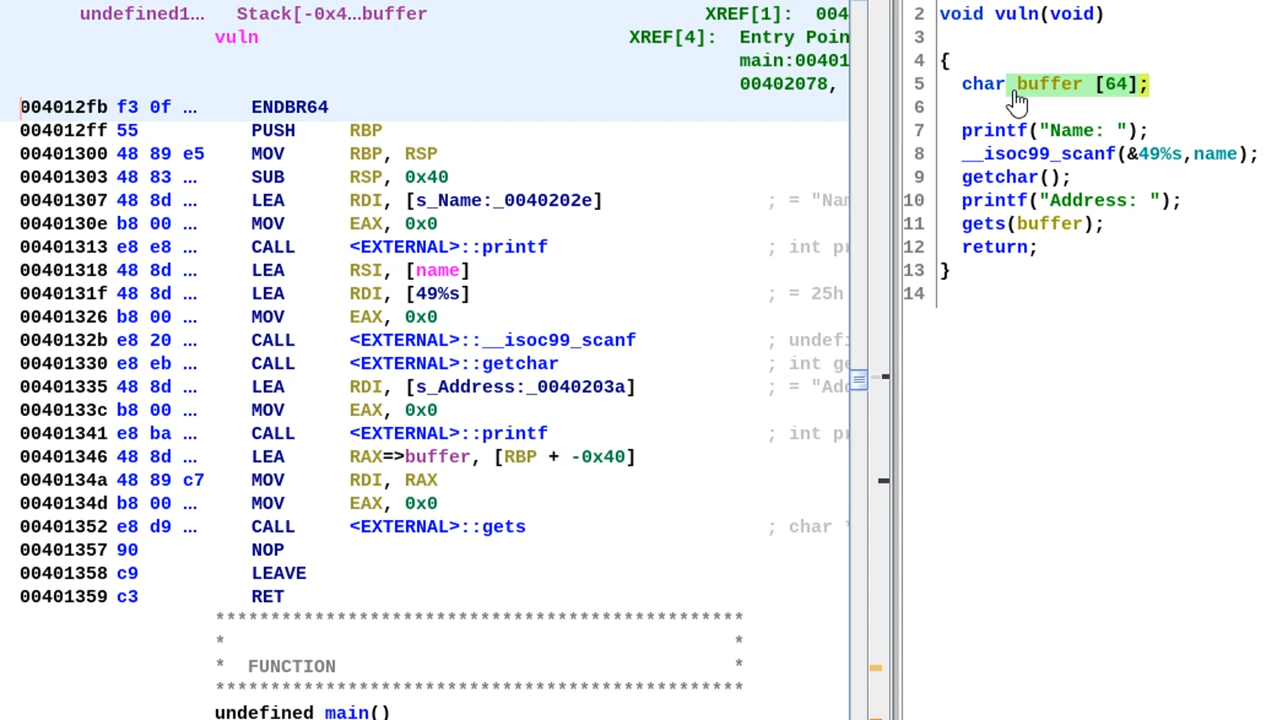 undefined1... Stack[-0x4...buffer XREF[1]: 004
vuln XREF[4]: Entry Poin
main:00401
00402078,
004012fb f3 0f ... ENDBR64
004012ff 55 PUSH RBP
00401300 48 89 e5 MOV RBP, RSP
00401303 48 83 ... SUB RSP, 0x40
00401307 48 8d ... LEA RDI, [s_Name:_0040202e] ; = "Nam
0040130e b8 00 ... MOV EAX, 0x0
00401313 e8 e8 ... CALL <EXTERNAL>::printf ; int pr
00401318 48 8d ... LEA RSI, [name]
0040131f 48 8d ... LEA RDI, [49%s] ; = 25h
00401326 b8 00 ... MOV EAX, 0x0
0040132b e8 20 ... CALL <EXTERNAL>::__isoc99_scanf ; undefi
00401330 e8 eb ... CALL <EXTERNAL>::getchar ; int ge
00401335 48 8d ... LEA RDI, [s_Address:_0040203a] ; = "Add
0040133c b8 00 ... MOV EAX, 0x0
00401341 e8 ba ... CALL <EXTERNAL>::printf ; int pr
00401346 48 8d ... LEA RAX=>buffer, [RBP + -0x40]
0040134a 48 89 c7 MOV RDI, RAX
0040134d b8 00 ... MOV EAX, 0x0
00401352 e8 d9 ... CALL <EXTERNAL>::gets ; char *
00401357 90 NOP
00401358 c9 LEAVE
00401359 c3 RET
************************************************
* *
* FUNCTION *
************************************************
undefined main()
2 void vuln(void)
3
4 {
5 char buffer [64];
6
7 printf("Name: ");
8 __isoc99_scanf(&49%s,name);
9 getchar();
10 printf("Address: ");
11 gets(buffer);
12 return;
13 }
14